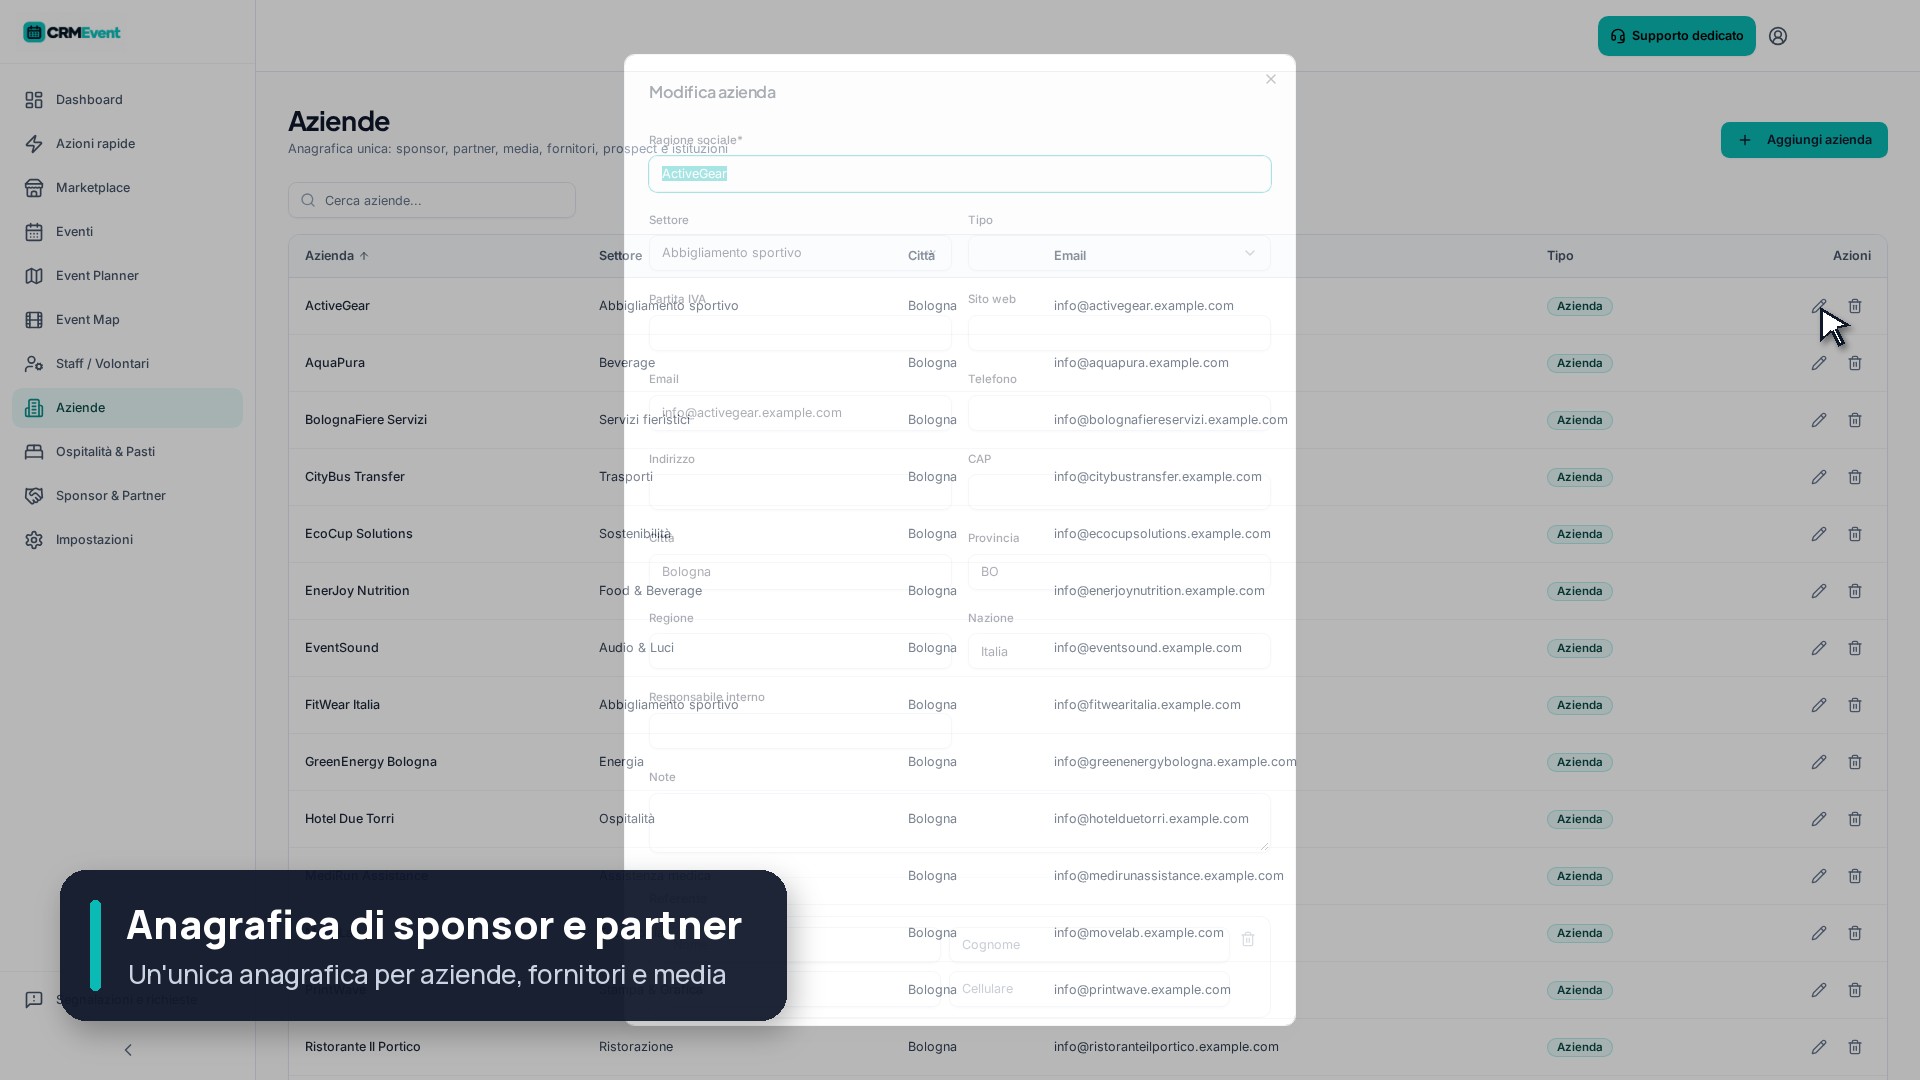 CRMEvent
Supporto dedicato
Dashboard
Azioni rapide
Marketplace
Eventi
Event Planner
Event Map
Staff / Volontari
Aziende
Ospitalità & Pasti
Sponsor & Partner
Impostazioni
Aziende
Anagrafica unica: sponsor, partner, media, fornitori, prospect e istituzioni
Aggiungi azienda
Cerca aziende...
Azienda Settore Città Email Tipo Azioni
ActiveGear Abbigliamento sportivo Bologna info@activegear.example.com Azienda
AquaPura Beverage Bologna info@aquapura.example.com Azienda
BolognaFiere Servizi Servizi fieristici Bologna info@bolognafiereservizi.example.com Azienda
CityBus Transfer Trasporti Bologna info@citybustransfer.example.com Azienda
EcoCup Solutions Sostenibilità Bologna info@ecocupsolutions.example.com Azienda
EnerJoy Nutrition Food & Beverage Bologna info@enerjoynutrition.example.com Azienda
EventSound Audio & Luci Bologna info@eventsound.example.com Azienda
FitWear Italia Abbigliamento sportivo Bologna info@fitwearitalia.example.com Azienda
GreenEnergy Bologna Energia Bologna info@greenenergybologna.example.com Azienda
Hotel Due Torri Ospitalità Bologna info@hotelduetorri.example.com Azienda
MediRun Assistance Assistenza medica Bologna info@medirunassistance.example.com Azienda
Bologna info@movelab.example.com Azienda
Bologna info@printwave.example.com Azienda
Ristorante Il Portico Ristorazione Bologna info@ristoranteilportico.example.com Azienda
Modifica azienda
Ragione sociale*
ActiveGear
Settore Tipo
Abbigliamento sportivo
Partita IVA Sito web
Email Telefono
info@activegear.example.com
Indirizzo CAP
Città Provincia
Bologna BO
Regione Nazione
Italia
Responsabile interno
Note
Cognome
Cellulare
Anagrafica di sponsor e partner
Un'unica anagrafica per aziende, fornitori e media